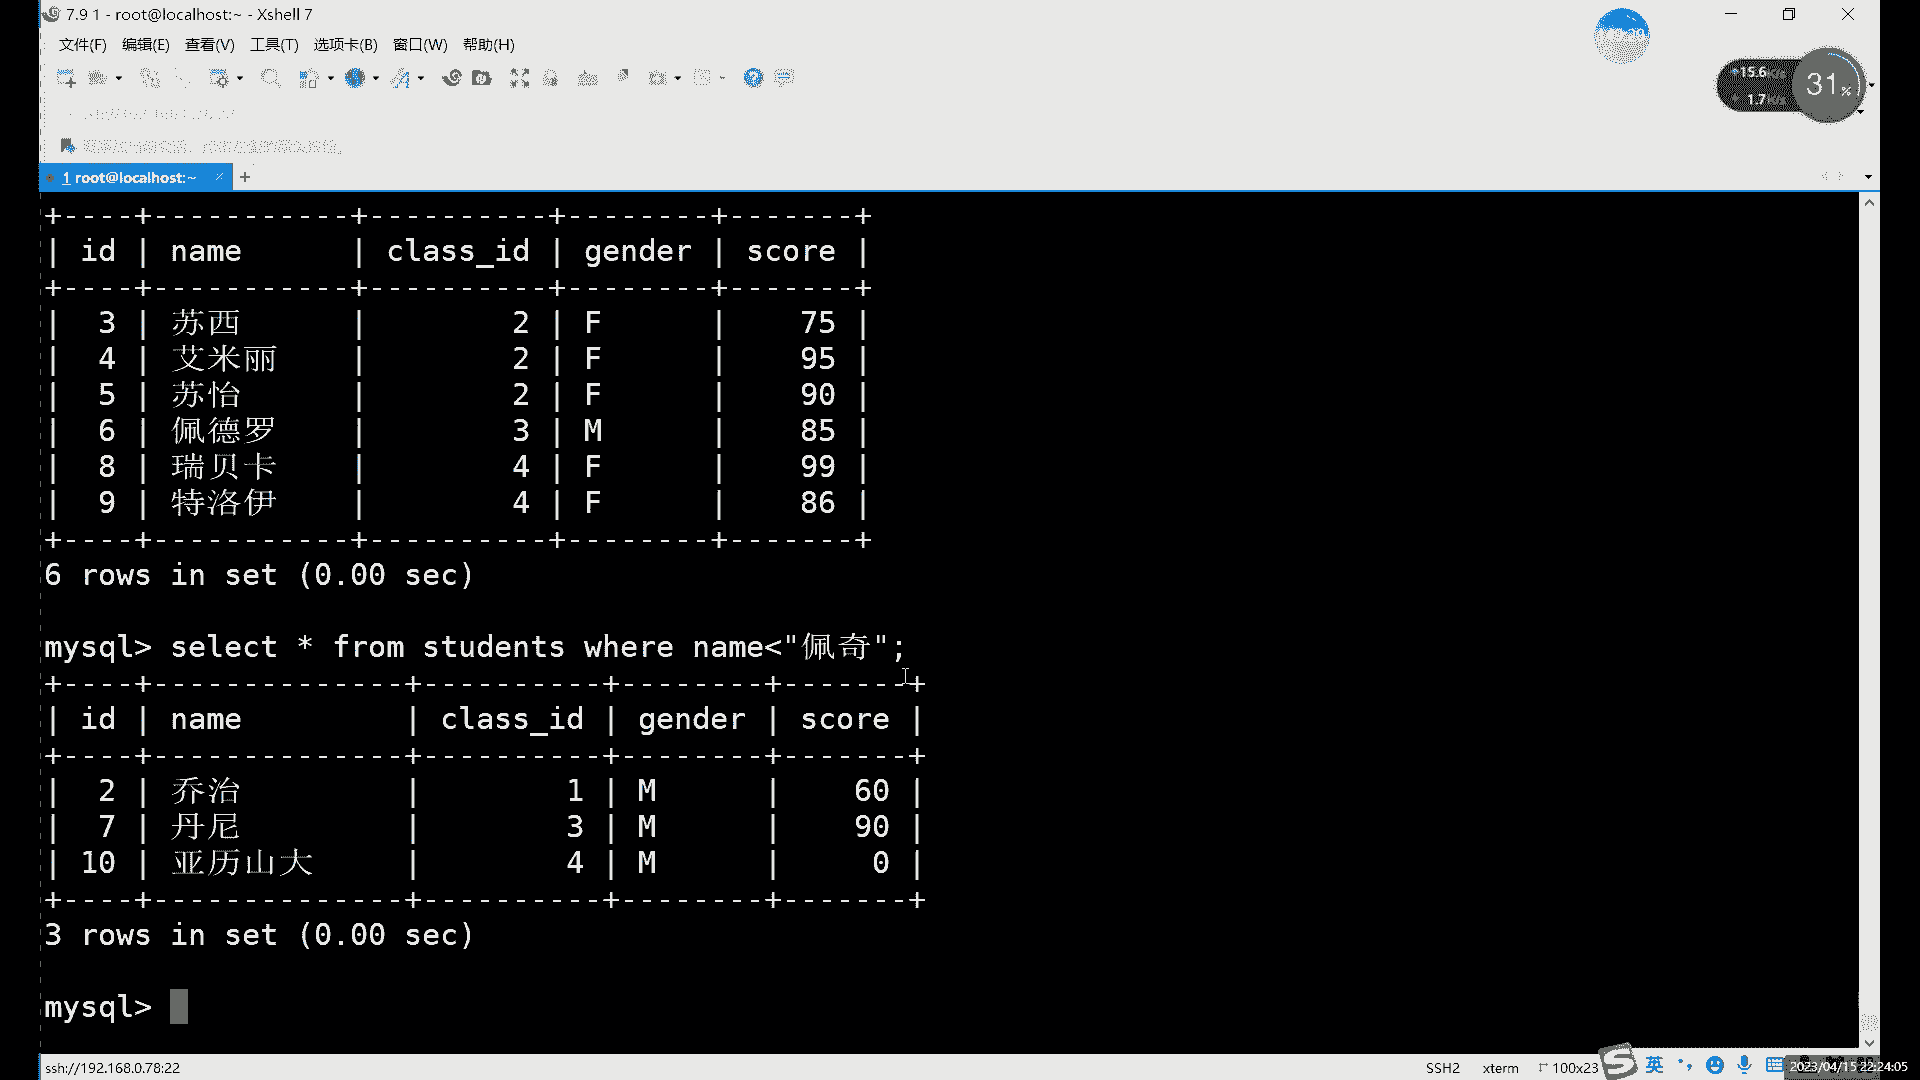 7.9 1 - root@localhost:~ - Xshell 7
文件(F) 编辑(E) 查看(V) 工具(T) 选项卡(B) 窗口(W) 帮助(H)
15.6
1.7
31%
1 root@localhost:~ × +
+----+-----------+----------+--------+-------+
| id | name | class_id | gender | score |
+----+-----------+----------+--------+-------+
| 3 | 苏西 | 2 | F | 75 |
| 4 | 艾米丽 | 2 | F | 95 |
| 5 | 苏怡 | 2 | F | 90 |
| 6 | 佩德罗 | 3 | M | 85 |
| 8 | 瑞贝卡 | 4 | F | 99 |
| 9 | 特洛伊 | 4 | F | 86 |
+----+-----------+----------+--------+-------+
6 rows in set (0.00 sec)
mysql> select * from students where name<"佩奇";
+----+--------------+----------+--------+-------+
| id | name | class_id | gender | score |
+----+--------------+----------+--------+-------+
| 2 | 乔治 | 1 | M | 60 |
| 7 | 丹尼 | 3 | M | 90 |
| 10 | 亚历山大 | 4 | M | 0 |
+----+--------------+----------+--------+-------+
3 rows in set (0.00 sec)
mysql>
ssh://192.168.0.78:22 SSH2 xterm 100x23 英 2023/04/15 22:24:05